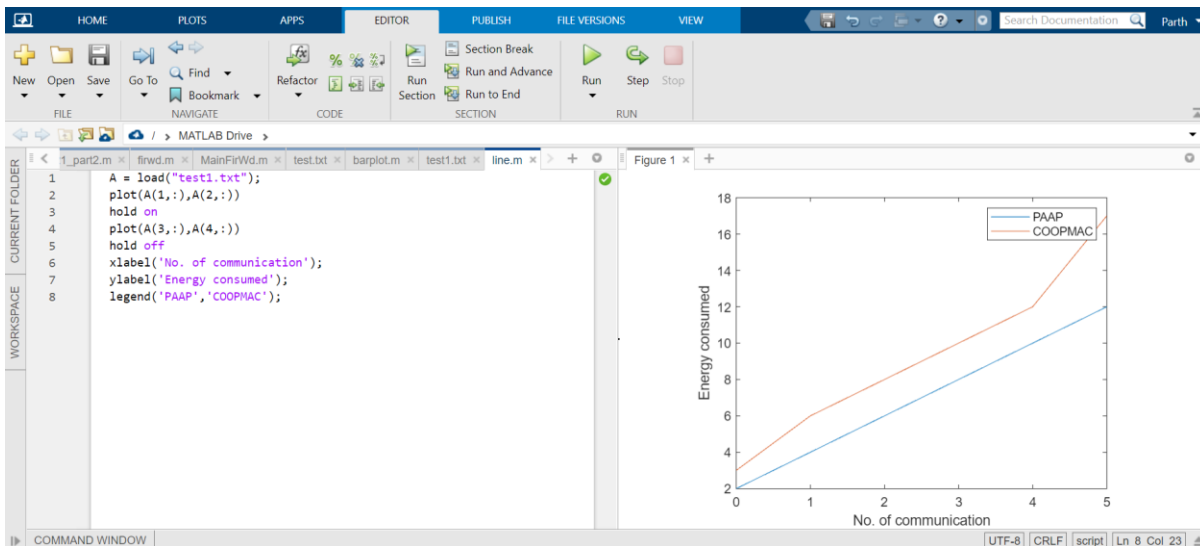 HOME PLOTS APPS EDITOR PUBLISH FILE VERSIONS VIEW Search Documentation Parth
New Open Save Go To Find Bookmark Refactor Run Section Section Break Run and Advance Run to End Run Step Stop
FILE NAVIGATE CODE SECTION RUN
/ > MATLAB Drive >
CURRENT FOLDER
WORKSPACE
1_part2.m × firwd.m × MainFirWd.m × test.txt × barplot.m × test1.txt × line.m × > +
1 A = load("test1.txt");
2 plot(A(1,:),A(2,:))
3 hold on
4 plot(A(3,:),A(4,:))
5 hold off
6 xlabel('No. of communication');
7 ylabel('Energy consumed');
8 legend('PAAP','COOPMAC');
Figure 1 × +
PAAP
COOPMAC
Energy consumed
18
16
14
12
10
8
6
4
2
0 1 2 3 4 5
No. of communication
COMMAND WINDOW
UTF-8 CRLF script Ln 8 Col 23